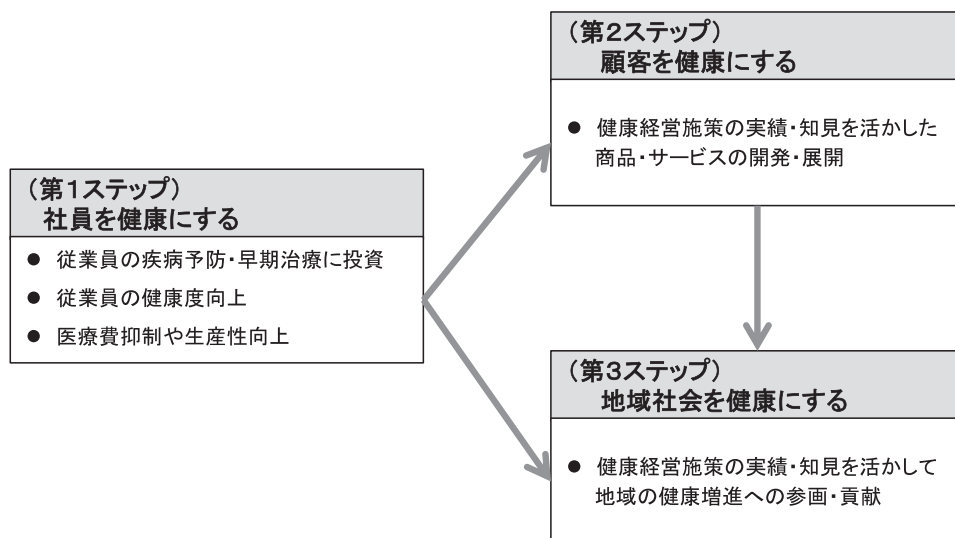 (第1ステップ)
社員を健康にする
● 従業員の疾病予防・早期治療に投資
● 従業員の健康度向上
● 医療費抑制や生産性向上
(第2ステップ)
顧客を健康にする
● 健康経営施策の実績・知見を活かした
商品・サービスの開発・展開
(第3ステップ)
地域社会を健康にする
● 健康経営施策の実績・知見を活かして
地域の健康増進への参画・貢献